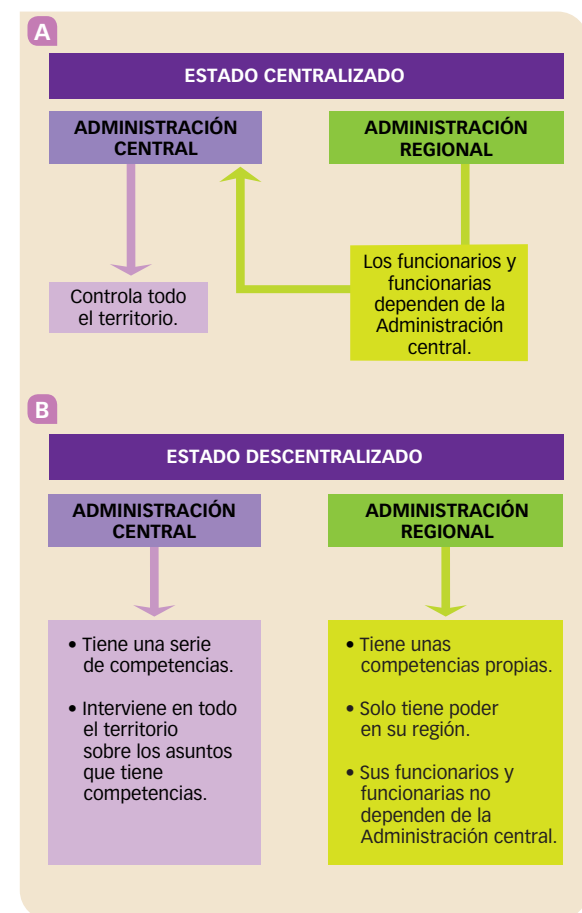 A
ESTADO CENTRALIZADO
ADMINISTRACIÓN
CENTRAL
ADMINISTRACIÓN
REGIONAL
Controla todo
el territorio.
Los funcionarios y
funcionarias
dependen de la
Administración
central.
B
ESTADO DESCENTRALIZADO
ADMINISTRACIÓN
CENTRAL
ADMINISTRACIÓN
REGIONAL
• Tiene una serie
de competencias.
• Interviene en todo
el territorio
sobre los asuntos
que tiene
competencias.
• Tiene unas
competencias propias.
• Solo tiene poder
en su región.
• Sus funcionarios y
funcionarias no
dependen de la
Administración central.